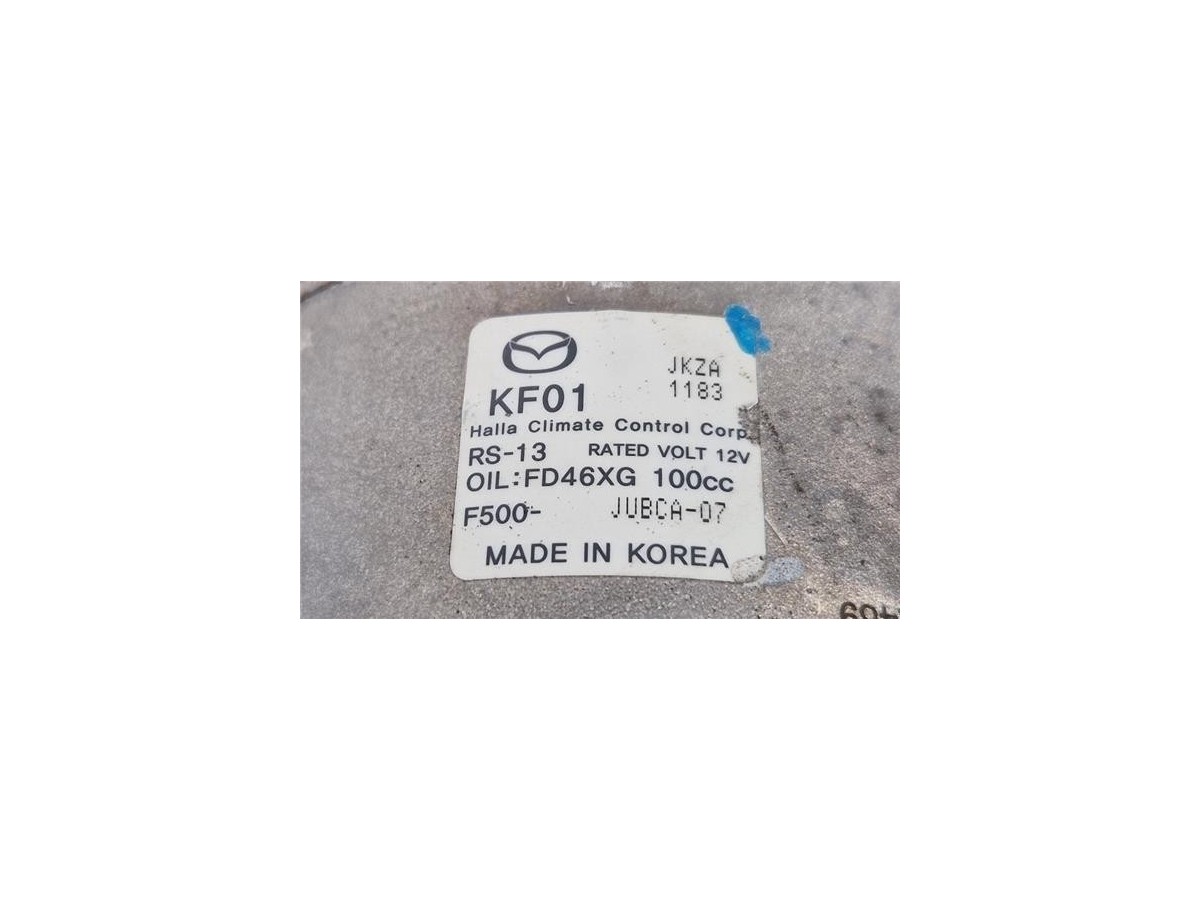 JKZA
1183
KF01
Halla Climate Control Corp
RS-13 RATED VOLT 12V
OIL:FD46XG 100cc
F500- JUBCA-07
MADE IN KOREA